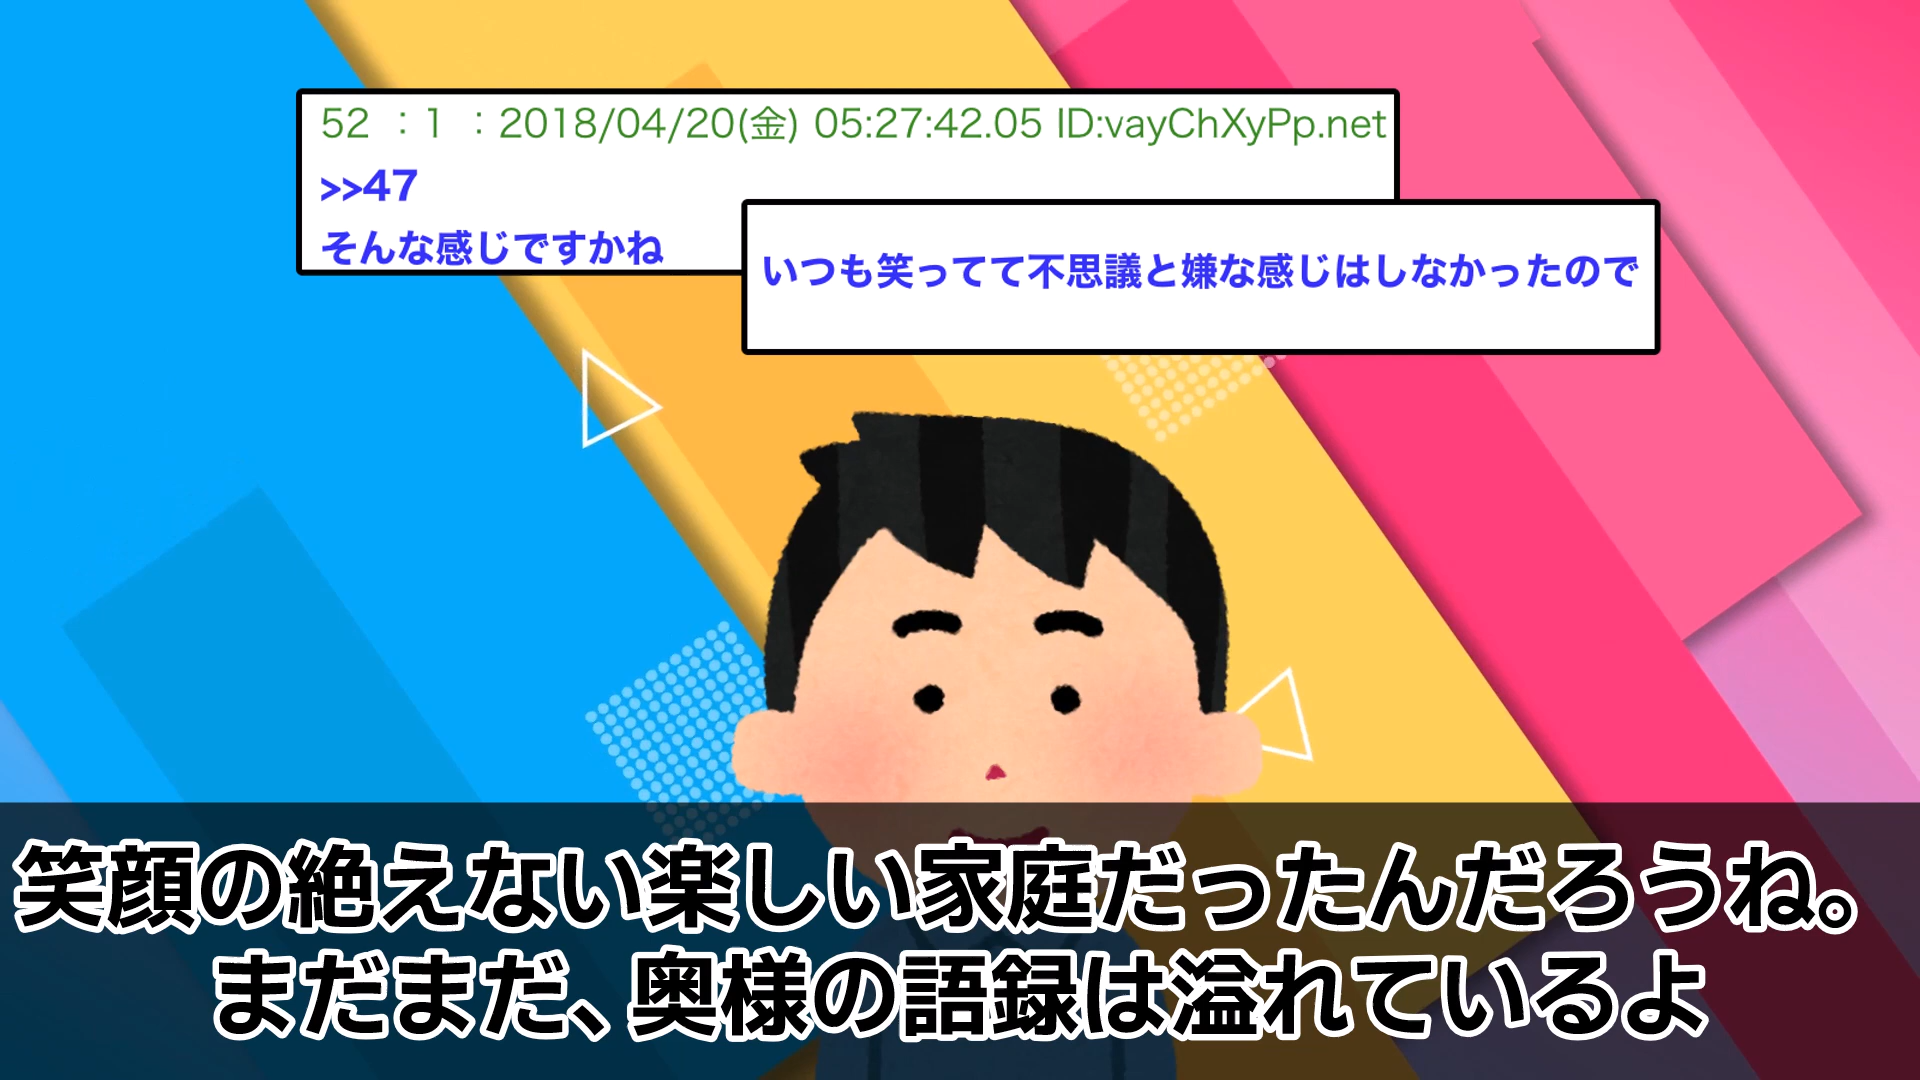 52 ：1 ：2018/04/20(金) 05:27:42.05 ID:vayChXyPp.net
>>47
そんな感じですかね
いつも笑ってて不思議と嫌な感じはしなかったので
笑顔の絶えない楽しい家庭だったんだろうね。
まだまだ、奥様の語録は溢れているよ